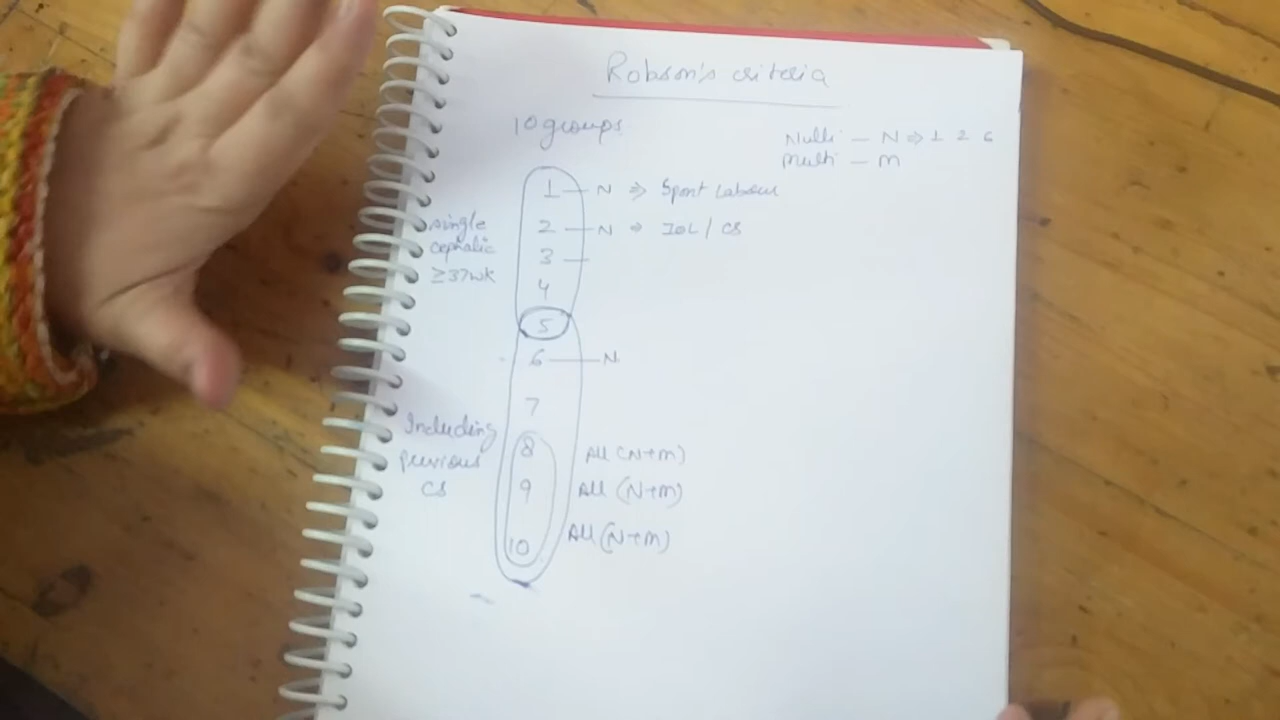 Robson's criteria
10 groups
Nulli — N ⇒ 1 2 6
Multi — M
1 — N ⇒ Spont Labour
single
cephalic
≥37wk
2 — N ⇒ IOL / CS
3 —
4
5
6 — N
7
Including
previous
CS
8 All (N+M)
9 All (N+M)
10 All (N+M)